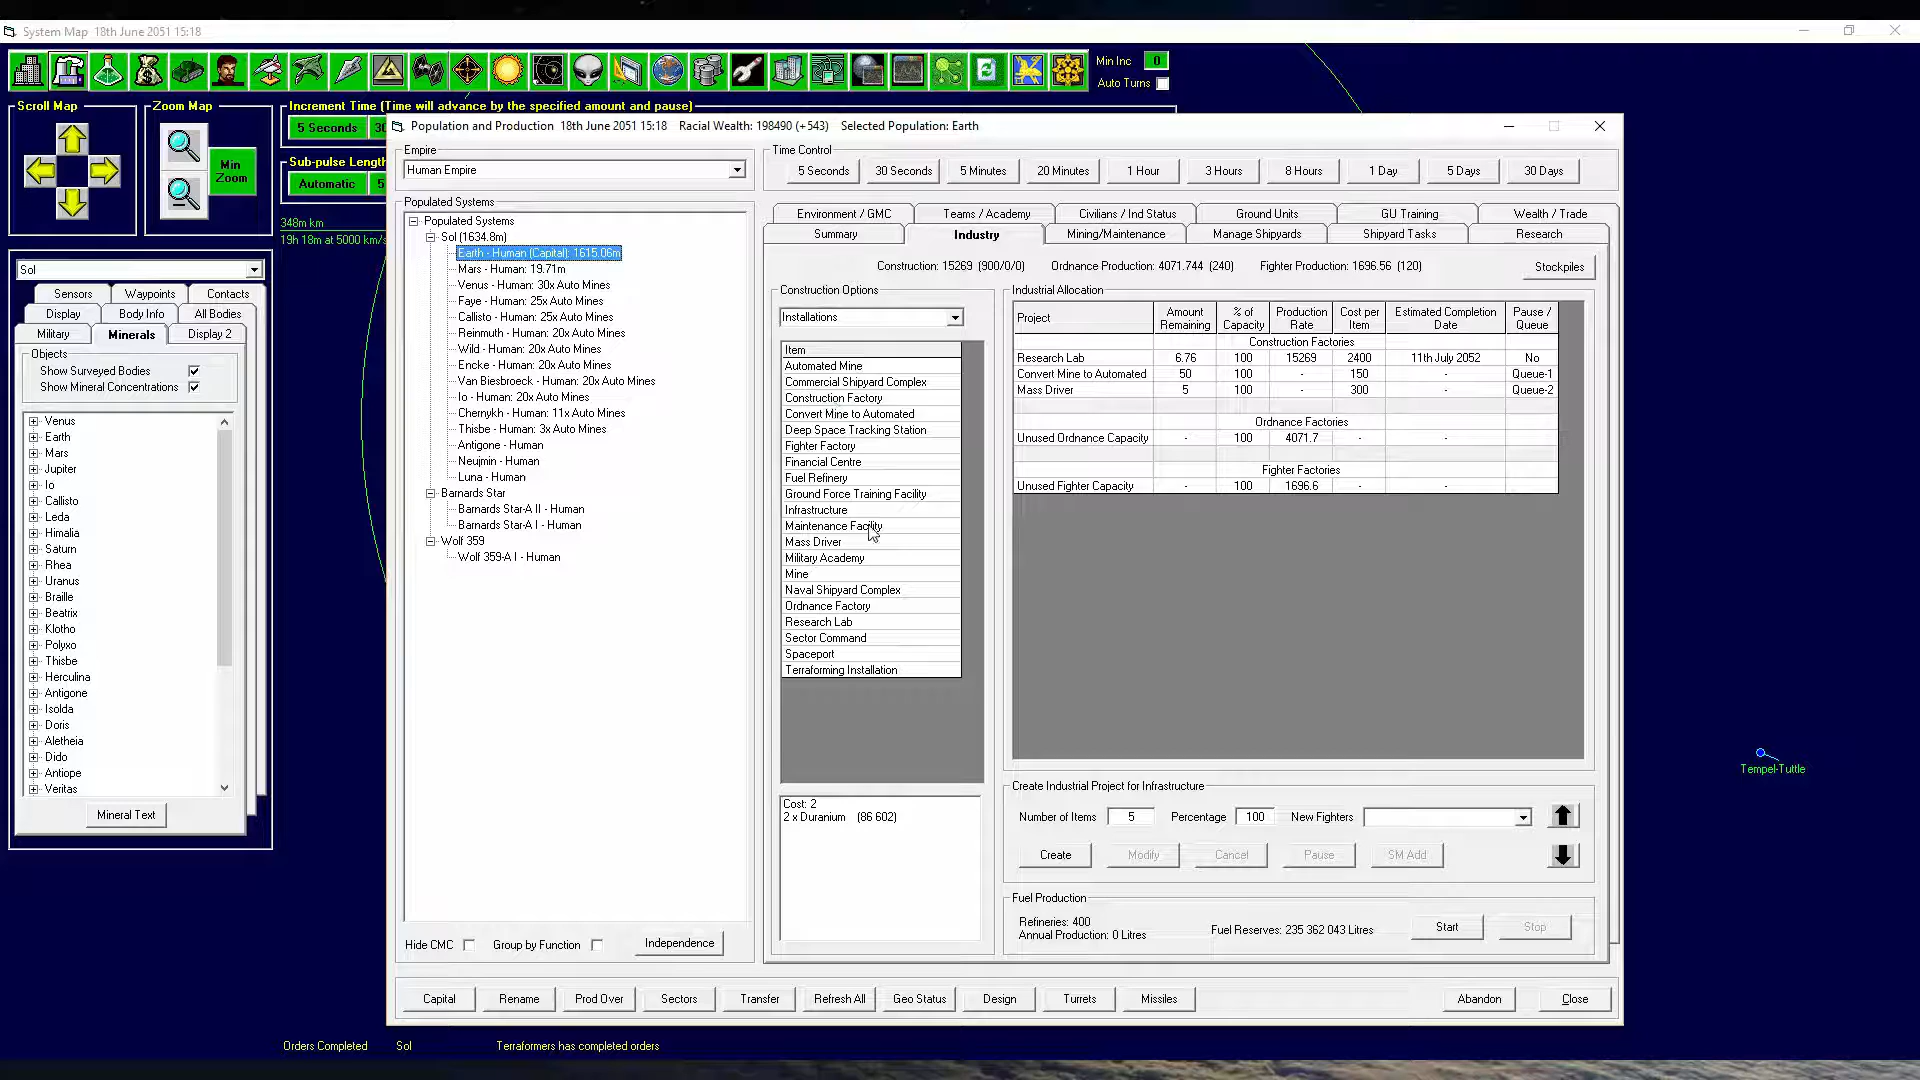 System Map  18th June 2051 15:18
Min Inc 0
Auto Turns
Scroll Map
Zoom Map
Min Zoom
Increment Time (Time will advance by the specified amount and pause)
5 Seconds
30
Sub-pulse Length
Automatic
5
348m km
19h 18m at 5000 km/s
Sol
Sensors Waypoints Contacts
Display Body Info All Bodies
Military Minerals Display 2
Objects
Show Surveyed Bodies
Show Mineral Concentrations
Venus
Earth
Mars
Jupiter
Io
Callisto
Leda
Himalia
Saturn
Rhea
Uranus
Braille
Beatrix
Klotho
Polyxo
Thisbe
Herculina
Antigone
Isolda
Doris
Aletheia
Dido
Antiope
Veritas
Mineral Text
Population and Production  18th June 2051 15:18  Racial Wealth: 198490 (+543)  Selected Population: Earth
Empire
Human Empire
Populated Systems
Populated Systems
Sol (1634.8m)
Earth - Human (Capital): 1615.06m
Mars - Human: 19.71m
Venus - Human: 30x Auto Mines
Faye - Human: 25x Auto Mines
Callisto - Human: 25x Auto Mines
Reinmuth - Human: 20x Auto Mines
Wild - Human: 20x Auto Mines
Encke - Human: 20x Auto Mines
Van Biesbroeck - Human: 20x Auto Mines
Io - Human: 20x Auto Mines
Chernykh - Human: 11x Auto Mines
Thisbe - Human: 3x Auto Mines
Antigone - Human
Neujmin - Human
Luna - Human
Barnards Star
Barnards Star-A II - Human
Barnards Star-A I - Human
Wolf 359
Wolf 359-A I - Human
Hide CMC
Group by Function
Independence
Time Control
5 Seconds 30 Seconds 5 Minutes 20 Minutes 1 Hour 3 Hours 8 Hours 1 Day 5 Days 30 Days
Environment / GMC Teams / Academy Civilians / Ind Status Ground Units GU Training Wealth / Trade
Summary Industry Mining/Maintenance Manage Shipyards Shipyard Tasks Research
Construction: 15269 (900/0/0) Ordnance Production: 4071.744 (240) Fighter Production: 1696.56 (120)
Stockpiles
Construction Options
Installations
Item
Automated Mine
Commercial Shipyard Complex
Construction Factory
Convert Mine to Automated
Deep Space Tracking Station
Fighter Factory
Financial Centre
Fuel Refinery
Ground Force Training Facility
Infrastructure
Maintenance Facility
Mass Driver
Military Academy
Mine
Naval Shipyard Complex
Ordnance Factory
Research Lab
Sector Command
Spaceport
Terraforming Installation
Cost: 2
2 x Duranium (86 602)
Industrial Allocation
Project Amount Remaining % of Capacity Production Rate Cost per Item Estimated Completion Date Pause / Queue
Construction Factories
Research Lab 6.76 100 15269 2400 11th July 2052 No
Convert Mine to Automated 50 100 - 150 Queue-1
Mass Driver 5 100 - 300 Queue-2
Ordnance Factories
Unused Ordnance Capacity - 100 4071.7 - -
Fighter Factories
Unused Fighter Capacity - 100 1696.6 - -
Create Industrial Project for Infrastructure
Number of Items 5 Percentage 100 New Fighters
Create Modify Cancel Pause SM Add
Fuel Production
Refineries: 400
Annual Production: 0 Litres
Fuel Reserves: 235 362 043 Litres
Start Stop
Capital Rename Prod Over Sectors Transfer Refresh All Geo Status Design Turrets Missiles Abandon Close
Tempel-Tuttle
Orders Completed Sol Terraformers has completed orders